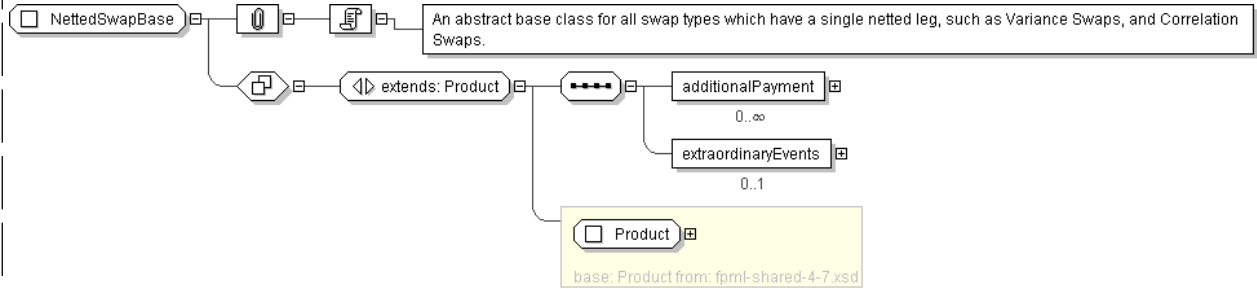 NettedSwapBase
An abstract base class for all swap types which have a single netted leg, such as Variance Swaps, and Correlation
Swaps.
extends: Product
additionalPayment
0..∞
extraordinaryEvents
0..1
Product
base: Product from: fpml-shared-4-7.xsd